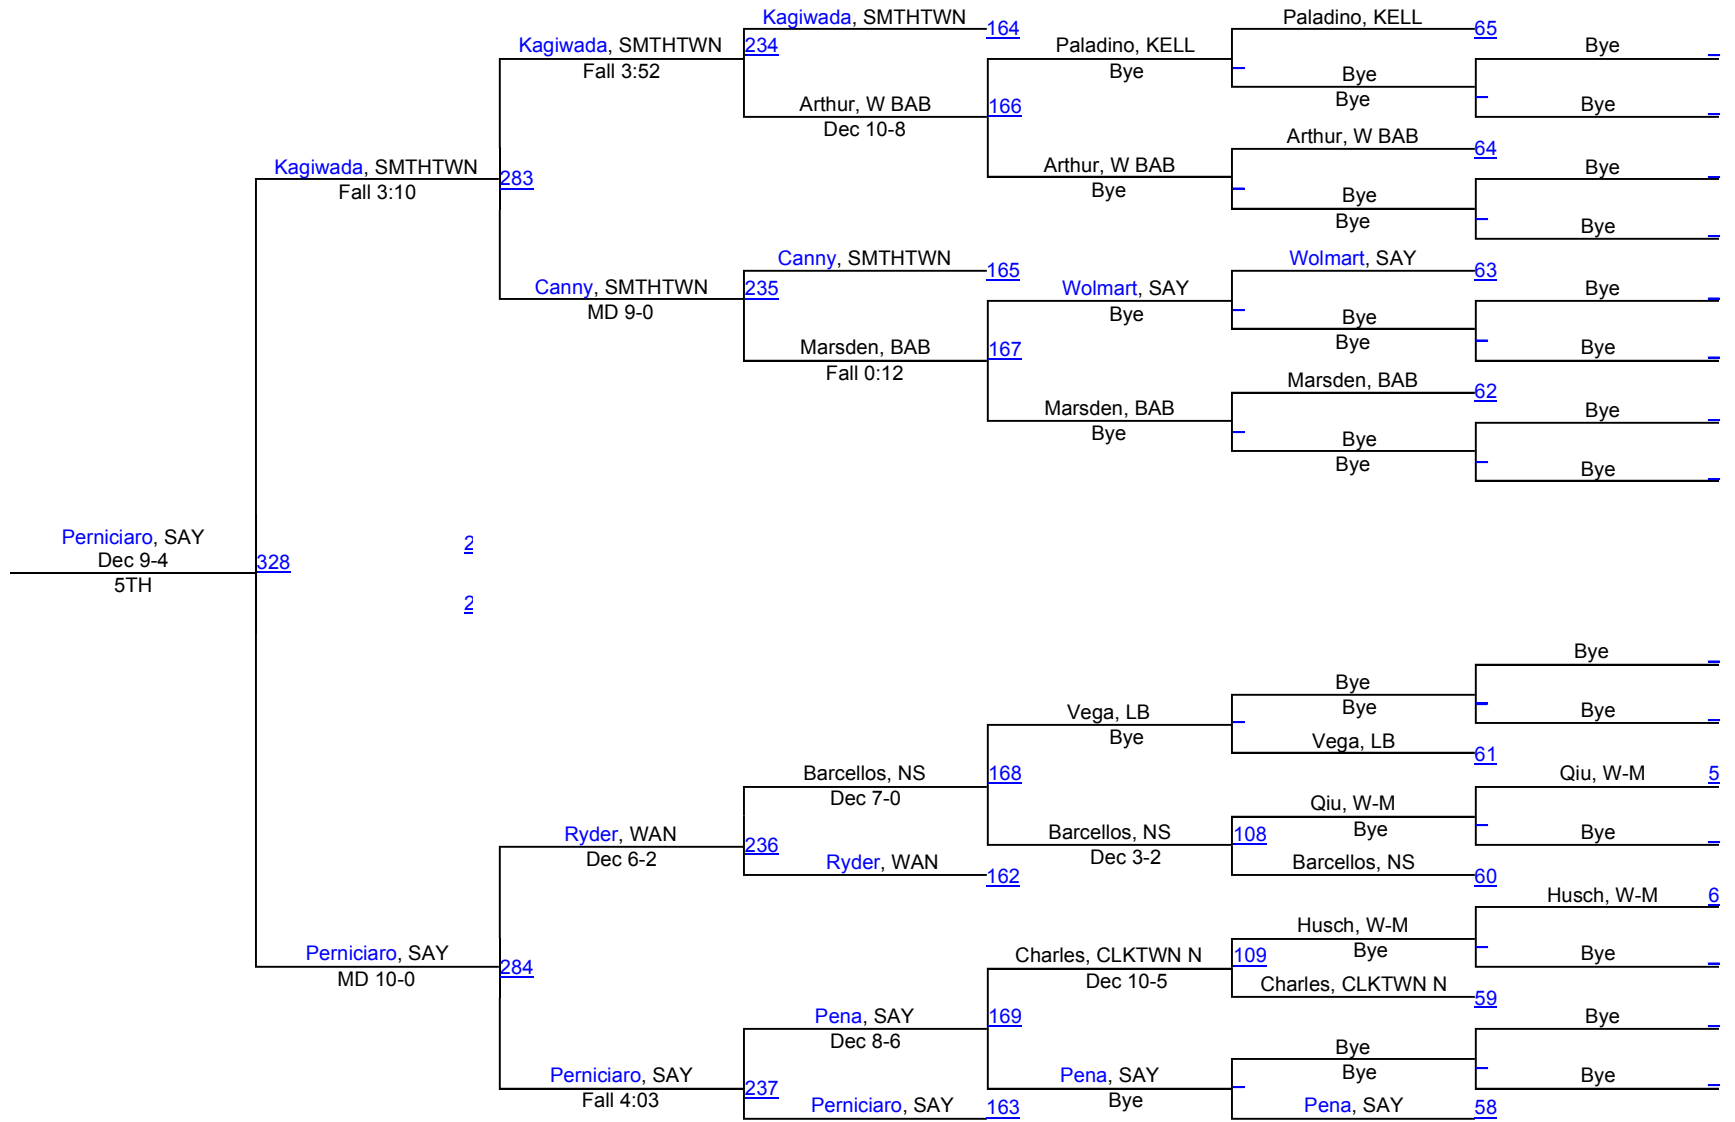 Kagiwada, SMTHTWN
164
Paladino, KELL
65
Kagiwada, SMTHTWN
234
Paladino, KELL
Bye
Fall 3:52
Bye
Bye
Arthur, W BAB
166
Bye
Bye
Dec 10-8
Arthur, W BAB
64
Kagiwada, SMTHTWN
283
Arthur, W BAB
Bye
Fall 3:10
Bye
Bye
Bye
Bye
Canny, SMTHTWN
165
Wolmart, SAY
63
Canny, SMTHTWN
235
Wolmart, SAY
Bye
MD 9-0
Bye
Bye
Marsden, BAB
167
Bye
Bye
Fall 0:12
Marsden, BAB
62
Marsden, BAB
Bye
Bye
Bye
Bye
Bye
Perniciaro, SAY
2
Dec 9-4
328
5TH
2
Bye
Bye
Vega, LB
Bye
Bye
Bye
Vega, LB
61
Barcellos, NS
168
Qiu, W-M
5
Dec 7-0
Qiu, W-M
Ryder, WAN
236
Barcellos, NS
108
Bye
Bye
Dec 6-2
Ryder, WAN
162
Dec 3-2
Barcellos, NS
60
Husch, W-M
6
Husch, W-M
Perniciaro, SAY
284
Charles, CLKTWN N
109
Bye
Bye
MD 10-0
Dec 10-5
Charles, CLKTWN N
59
Pena, SAY
169
Bye
Dec 8-6
Bye
Perniciaro, SAY
237
Pena, SAY
Bye
Bye
Fall 4:03
Perniciaro, SAY
163
Bye
Pena, SAY
58